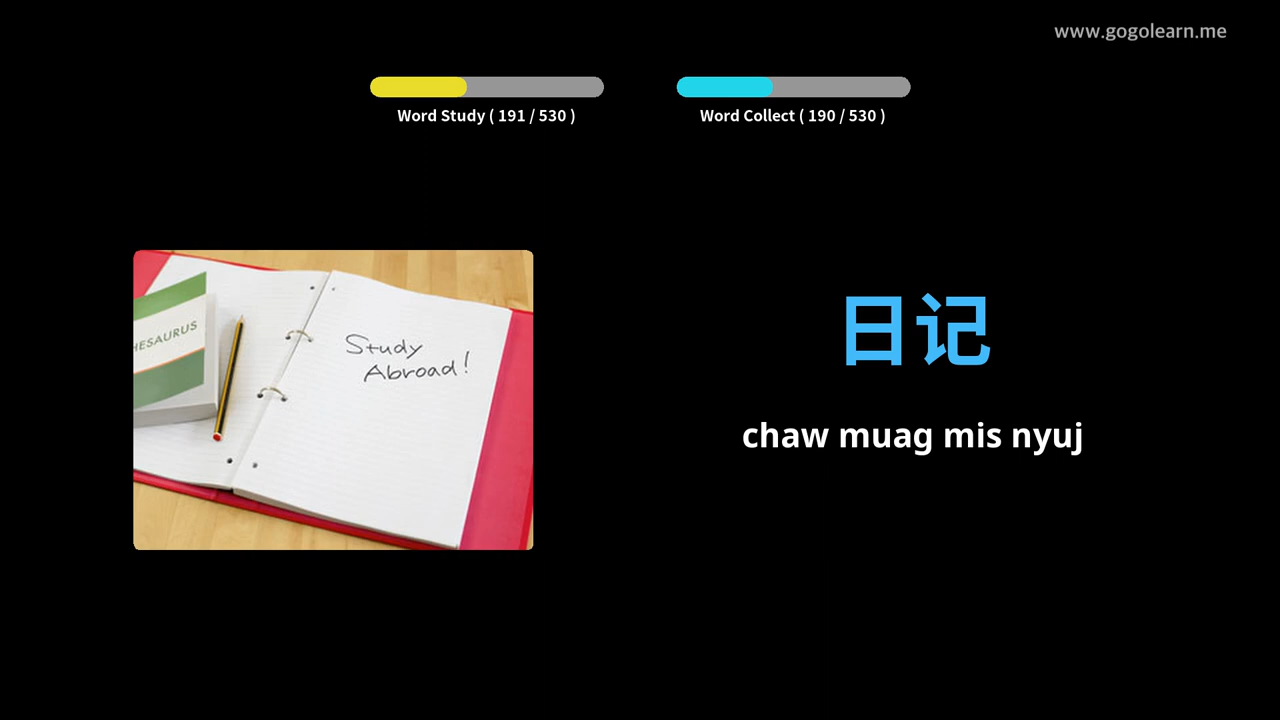 www.gogolearn.me
Word Study ( 191 / 530 )
Word Collect ( 190 / 530 )
HESAURUS
Study
Abroad!
日记
chaw muag mis nyuj